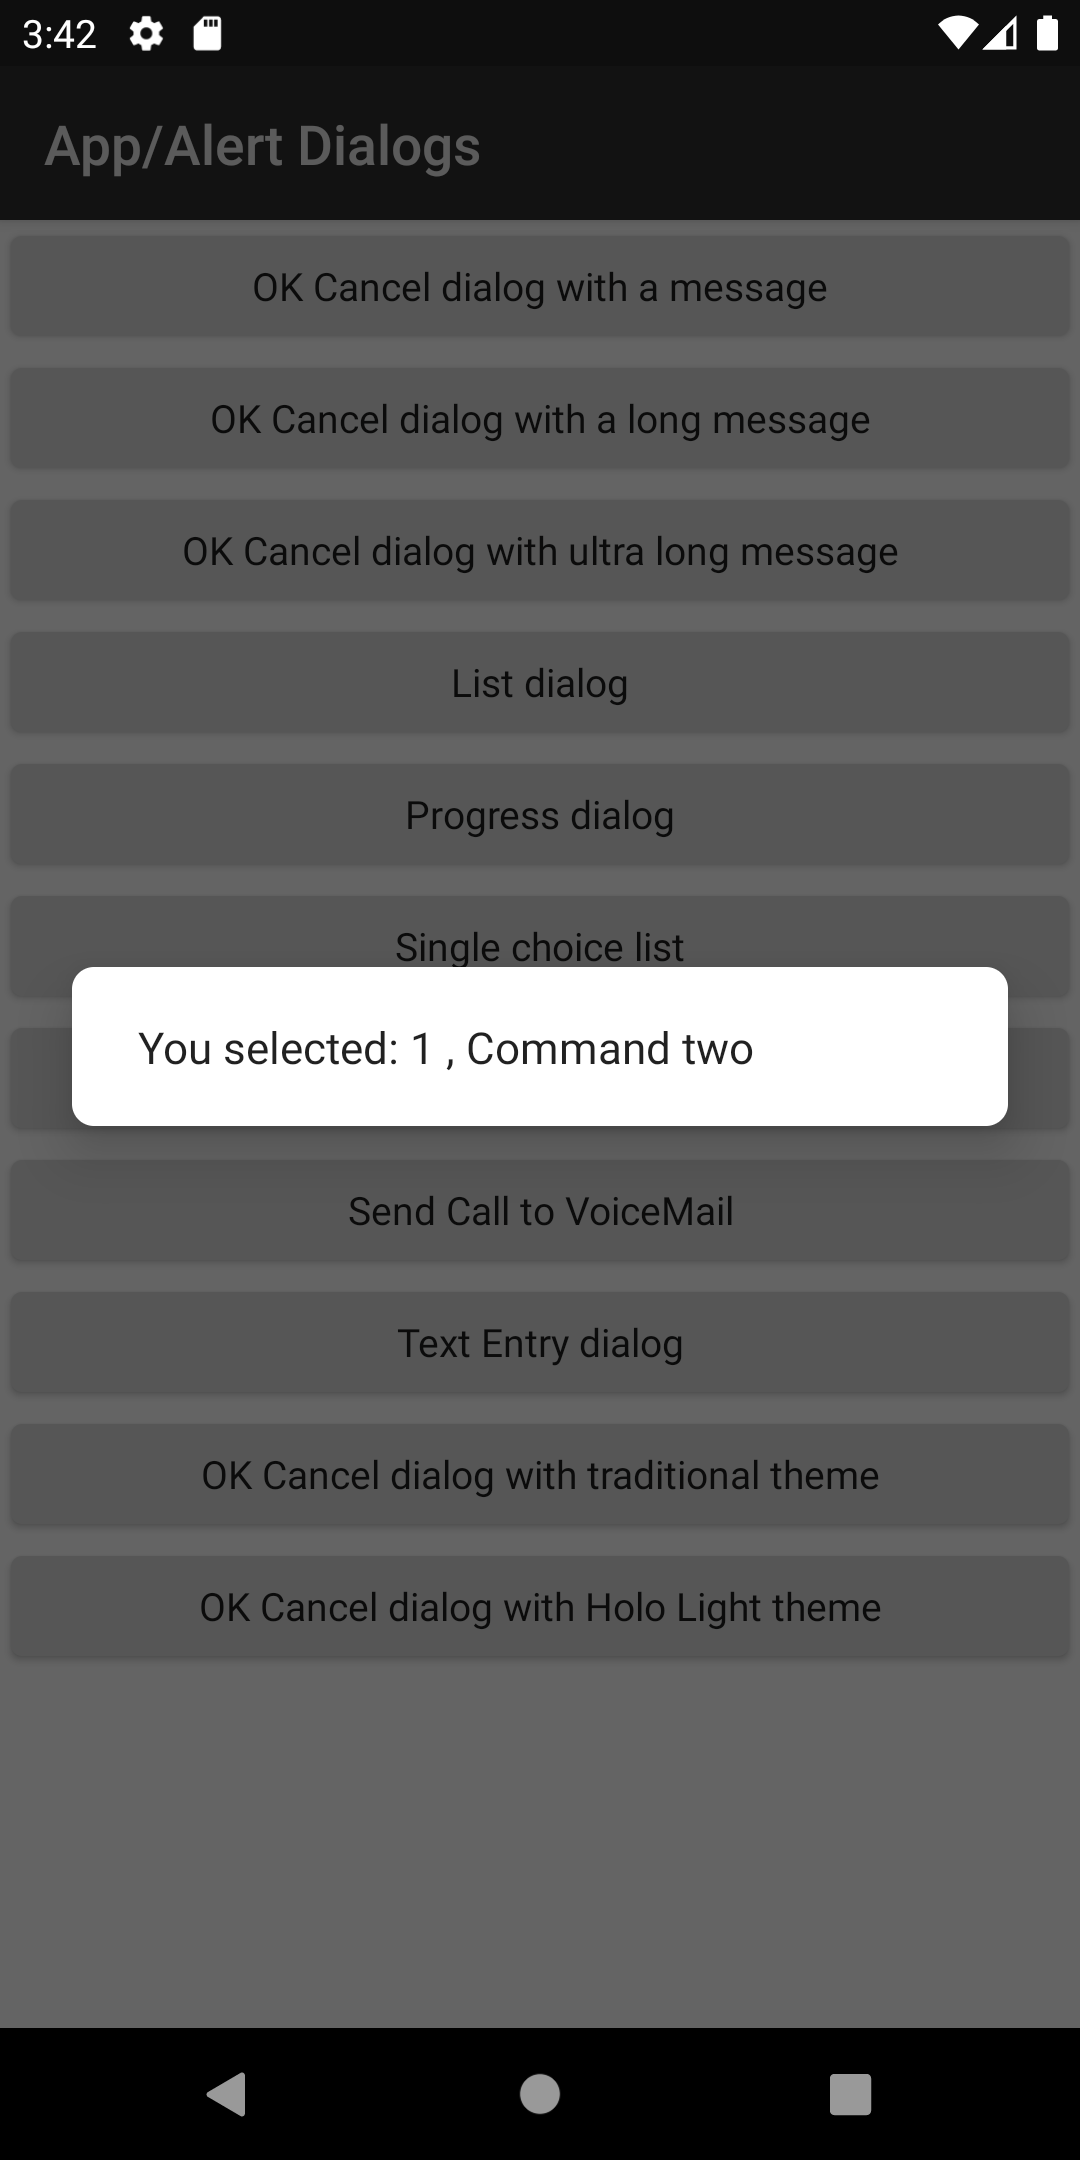 3:42
App/Alert Dialogs
OK Cancel dialog with a message
OK Cancel dialog with a long message
OK Cancel dialog with ultra long message
List dialog
Progress dialog
Single choice list
You selected: 1 , Command two
Send Call to VoiceMail
Text Entry dialog
OK Cancel dialog with traditional theme
OK Cancel dialog with Holo Light theme